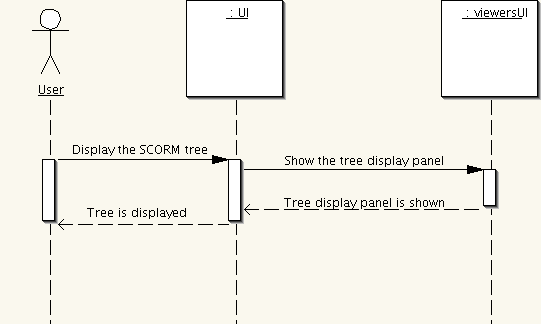 : UI
: viewersUI
User
Display the SCORM tree
Show the tree display panel
Tree display panel is shown
Tree is displayed